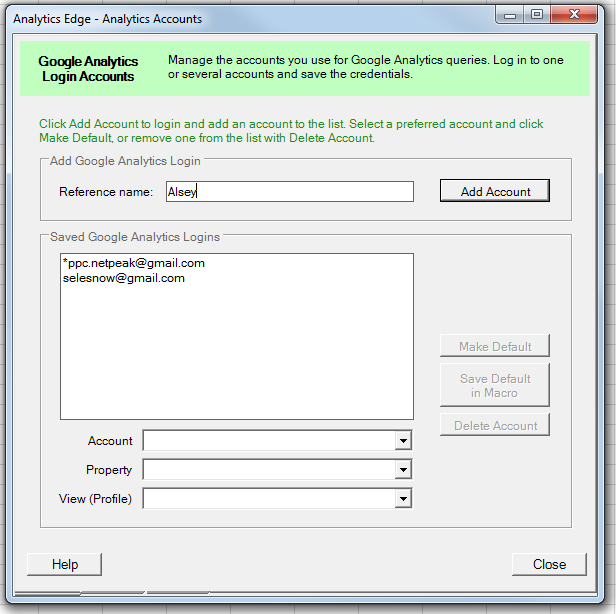 Analytics Edge - Analytics Accounts
Google Analytics
Login Accounts
Manage the accounts you use for Google Analytics queries. Log in to one
or several accounts and save the credentials.
Click Add Account to login and add an account to the list. Select a preferred account and click
Make Default, or remove one from the list with Delete Account.
Add Google Analytics Login
Reference name: Alsey
Add Account
Saved Google Analytics Logins
*ppc.netpeak@gmail.com
selesnow@gmail.com
Make Default
Save Default
in Macro
Delete Account
Account
Property
View (Profile)
Help
Close